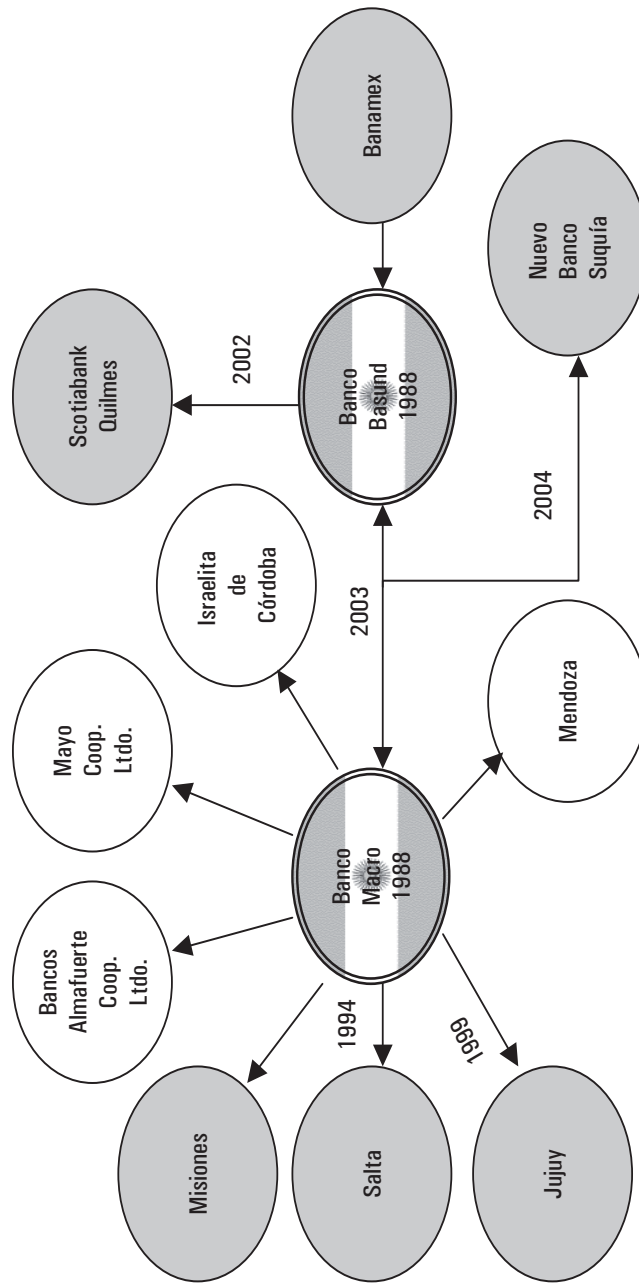 Misiones
Bancos
Almafuerte
Coop.
Ltdo.
Mayo
Coop.
Ltdo.
Israelita
de
Córdoba
Scotiabank
Quilmes
2002
Banamex
Salta
1994
Banco
Macro
1988
2003
Banco
Basund
1988
Jujuy
1999
Mendoza
2004
Nuevo
Banco
Suquía